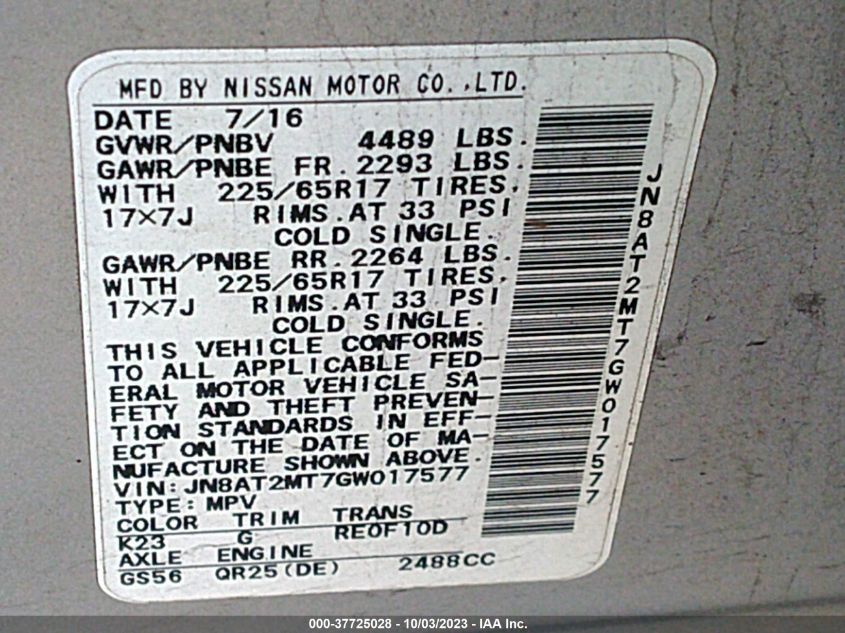 MFD BY NISSAN MOTOR CO.,LTD.
DATE 7/16
GVWR/PNBV 4489 LBS.
GAWR/PNBE FR.2293 LBS.
WITH 225/65R17 TIRES,
17×7J RIMS.AT 33 PSI
COLD SINGLE.
GAWR/PNBE RR.2264 LBS.
WITH 225/65R17 TIRES,
17×7J RIMS.AT 33 PSI
COLD SINGLE.
THIS VEHICLE CONFORMS
TO ALL APPLICABLE FED-
ERAL MOTOR VEHICLE SA-
FETY AND THEFT PREVEN-
TION STANDARDS IN EFF-
ECT ON THE DATE OF MA-
NUFACTURE SHOWN ABOVE.
VIN:JN8AT2MT7GW017577
TYPE:MPV
COLOR TRIM TRANS
K23 G RE0F10D
AXLE ENGINE
GS56 QR25(DE) 2488CC
JN8AT2MT7GW017577
000-37725028 - 10/03/2023 - IAA Inc.